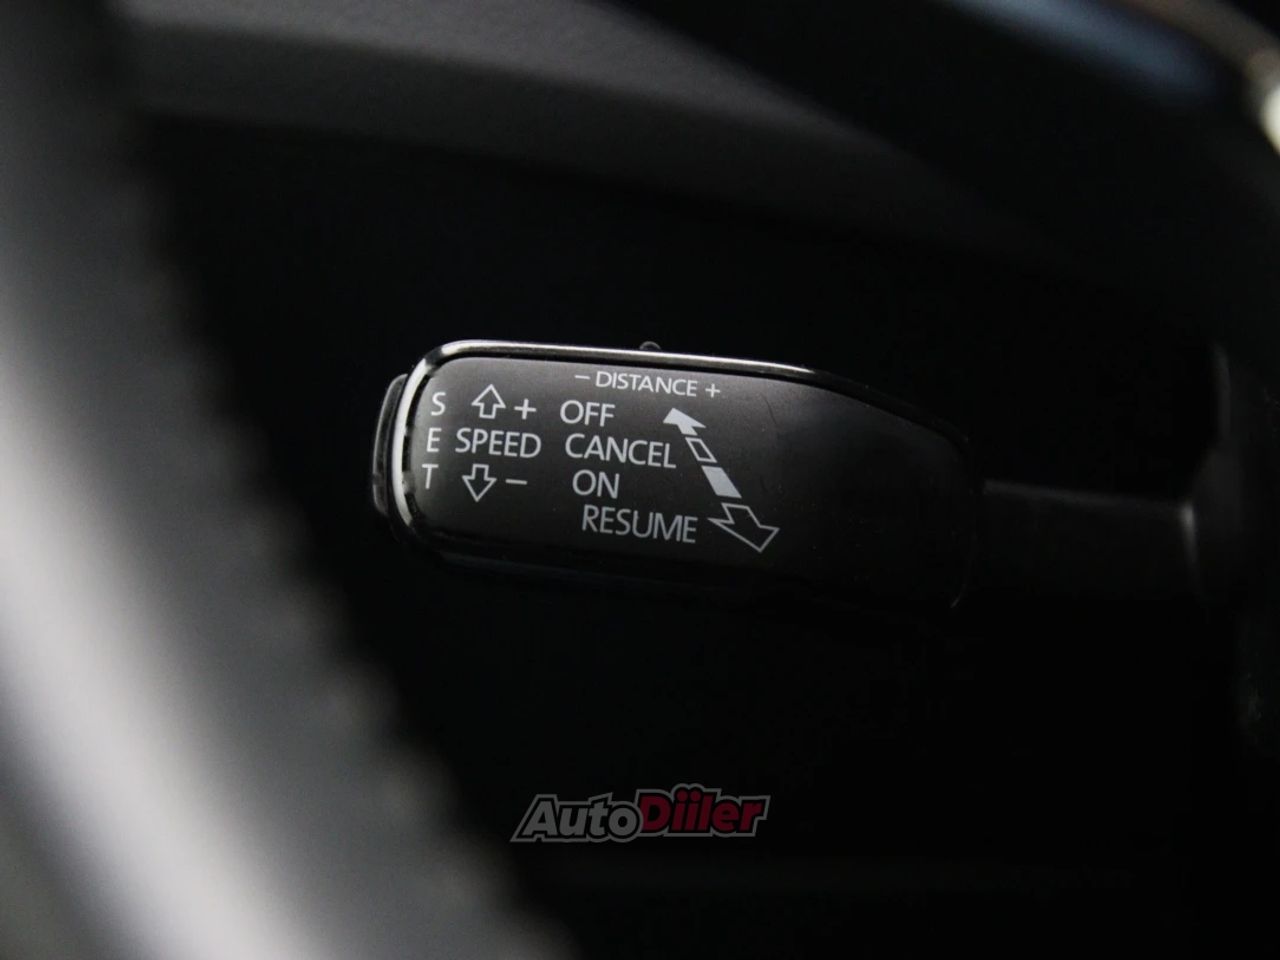 − DISTANCE +
S + OFF
E SPEED CANCEL
T − ON
RESUME
AutoDiiler